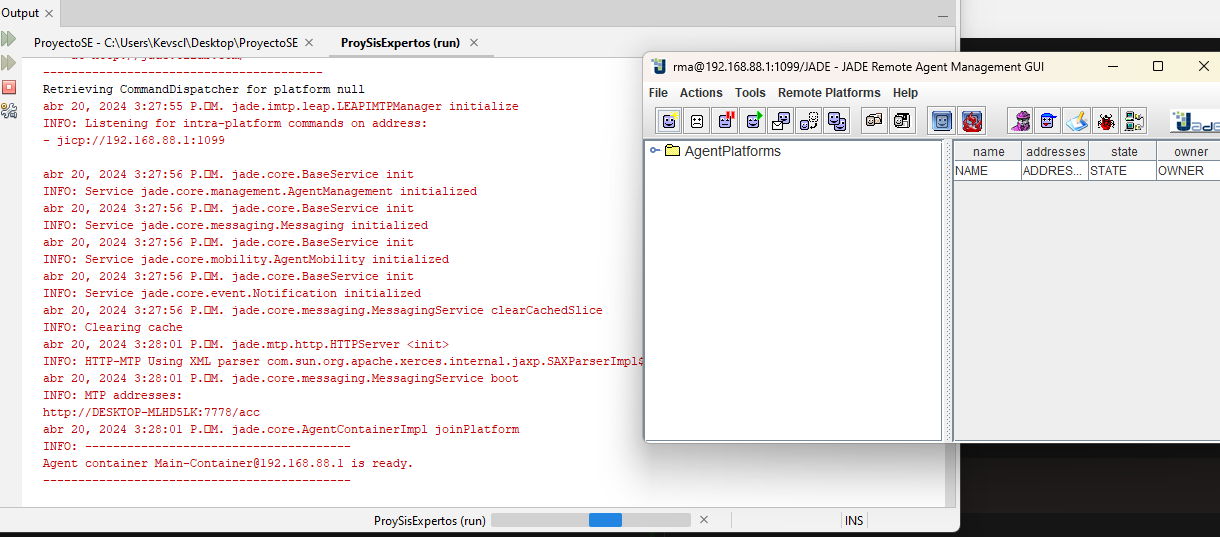 Output
ProyectoSE - C:\Users\Kevscl\Desktop\ProyectoSE
ProySisExpertos (run)
----------------------------------------
Retrieving CommandDispatcher for platform null
abr 20, 2024 3:27:55 P.□M. jade.imtp.leap.LEAPIMTPManager initialize
INFO: Listening for intra-platform commands on address:
- jicp://192.168.88.1:1099
abr 20, 2024 3:27:56 P.□M. jade.core.BaseService init
INFO: Service jade.core.management.AgentManagement initialized
abr 20, 2024 3:27:56 P.□M. jade.core.BaseService init
INFO: Service jade.core.messaging.Messaging initialized
abr 20, 2024 3:27:56 P.□M. jade.core.BaseService init
INFO: Service jade.core.mobility.AgentMobility initialized
abr 20, 2024 3:27:56 P.□M. jade.core.BaseService init
INFO: Service jade.core.event.Notification initialized
abr 20, 2024 3:27:56 P.□M. jade.core.messaging.MessagingService clearCachedSlice
INFO: Clearing cache
abr 20, 2024 3:28:01 P.□M. jade.mtp.http.HTTPServer <init>
INFO: HTTP-MTP Using XML parser com.sun.org.apache.xerces.internal.jaxp.SAXParserImpl$
abr 20, 2024 3:28:01 P.□M. jade.core.messaging.MessagingService boot
INFO: MTP addresses:
http://DESKTOP-MLHD5LK:7778/acc
abr 20, 2024 3:28:01 P.□M. jade.core.AgentContainerImpl joinPlatform
INFO: --------------------------------------
Agent container Main-Container@192.168.88.1 is ready.
--------------------------------------------
ProySisExpertos (run)
INS
rma@192.168.88.1:1099/JADE - JADE Remote Agent Management GUI
File Actions Tools Remote Platforms Help
Jade
AgentPlatforms
name addresses state owner
NAME ADDRES... STATE OWNER